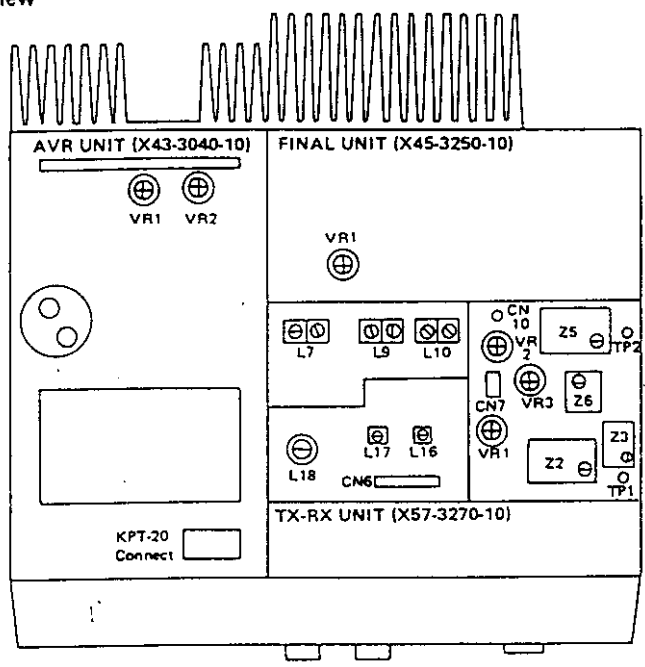 AVR UNIT (X43-3040-10)
FINAL UNIT (X45-3250-10)
VR1
VR2
VR1
L7
L9
L10
CN
10
VR
2
Z5
TP2
CN7
VR3
Z6
L18
L17
L16
VR1
Z2
Z3
CN6
TP1
TX-RX UNIT (X57-3270-10)
KPT-20
Connect